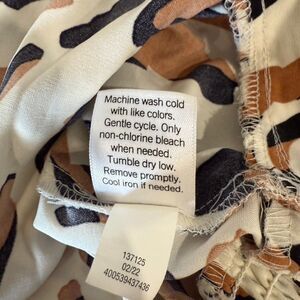 Machine wash cold
with like colors.
Gentle cycle. Only
non-chlorine bleach
when needed.
Tumble dry low.
Remove promptly.
Cool iron if needed.
137125
02/22
400539437436